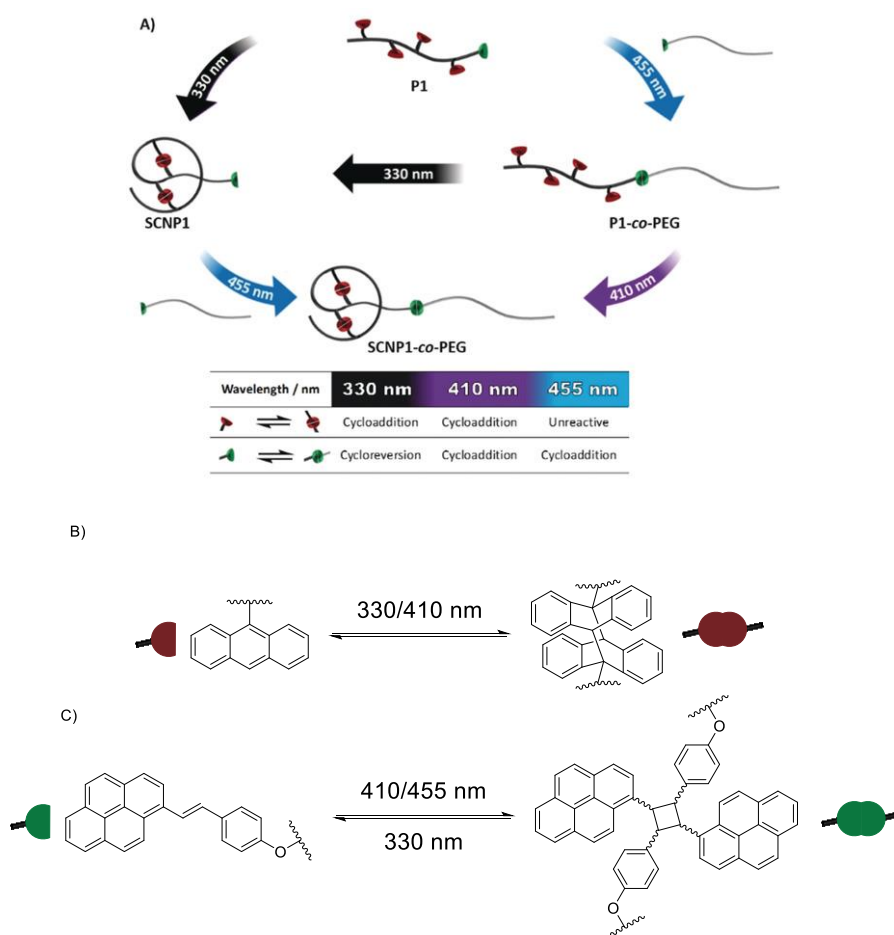 A)
330 nm
P1
455 nm
330 nm
SCNP1
P1-co-PEG
455 nm
410 nm
SCNP1-co-PEG
Wavelength / nm 330 nm 410 nm 455 nm
Cycloaddition Cycloaddition Unreactive
Cycloreversion Cycloaddition Cycloaddition
B)
330/410 nm
C)
O
410/455 nm
330 nm
O
O